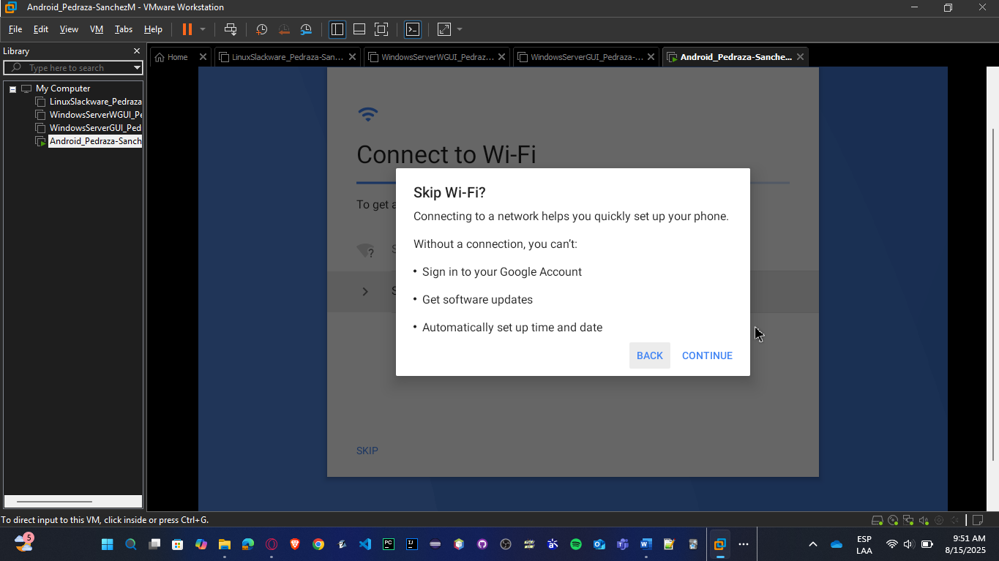 Android_Pedraza-SanchezM - VMware Workstation
File Edit View VM Tabs Help
Library
Type here to search
Home
LinuxSlackware_Pedraza-San...
WindowsServerWGUI_Pedraz...
WindowsServerGUI_Pedraza-...
Android_Pedraza-Sanche...
My Computer
LinuxSlackware_Pedraza
WindowsServerWGUI_Pe
WindowsServerGUI_Ped
Android_Pedraza-Sanch
Connect to Wi-Fi
To get a
Skip Wi-Fi?
Connecting to a network helps you quickly set up your phone.
Without a connection, you can’t:
• Sign in to your Google Account
• Get software updates
• Automatically set up time and date
BACK CONTINUE
SKIP
To direct input to this VM, click inside or press Ctrl+G.
5
ESP
LAA
9:51 AM
8/15/2025